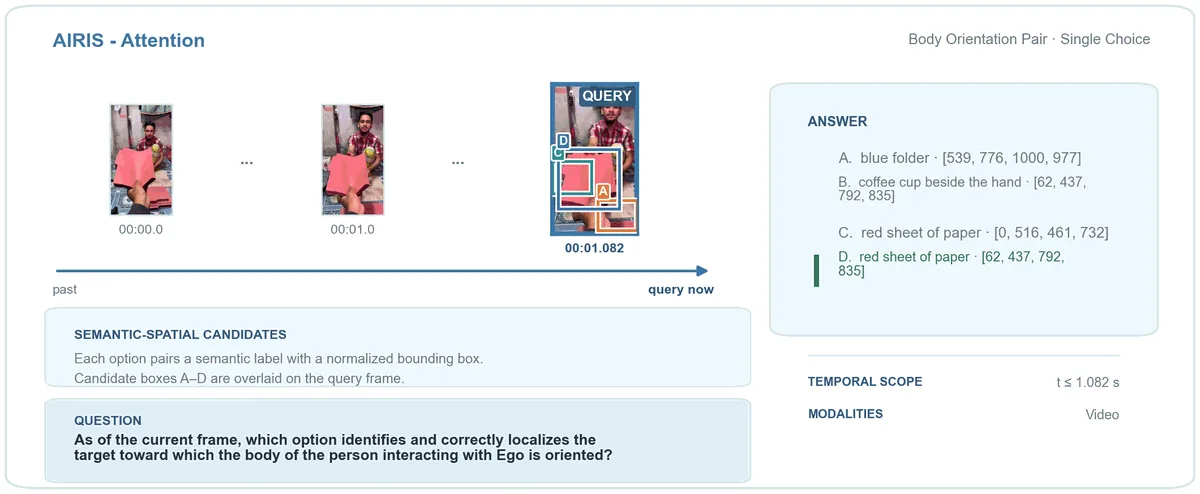 AIRIS - Attention
Body Orientation Pair · Single Choice
QUERY
D
C
A
...
...
00:00.0
00:01.0
00:01.082
past
query now
SEMANTIC-SPATIAL CANDIDATES
Each option pairs a semantic label with a normalized bounding box.
Candidate boxes A–D are overlaid on the query frame.
QUESTION
As of the current frame, which option identifies and correctly localizes the
target toward which the body of the person interacting with Ego is oriented?
ANSWER
A. blue folder · [539, 776, 1000, 977]
B. coffee cup beside the hand · [62, 437,
792, 835]
C. red sheet of paper · [0, 516, 461, 732]
D. red sheet of paper · [62, 437, 792,
835]
TEMPORAL SCOPE
t ≤ 1.082 s
MODALITIES
Video